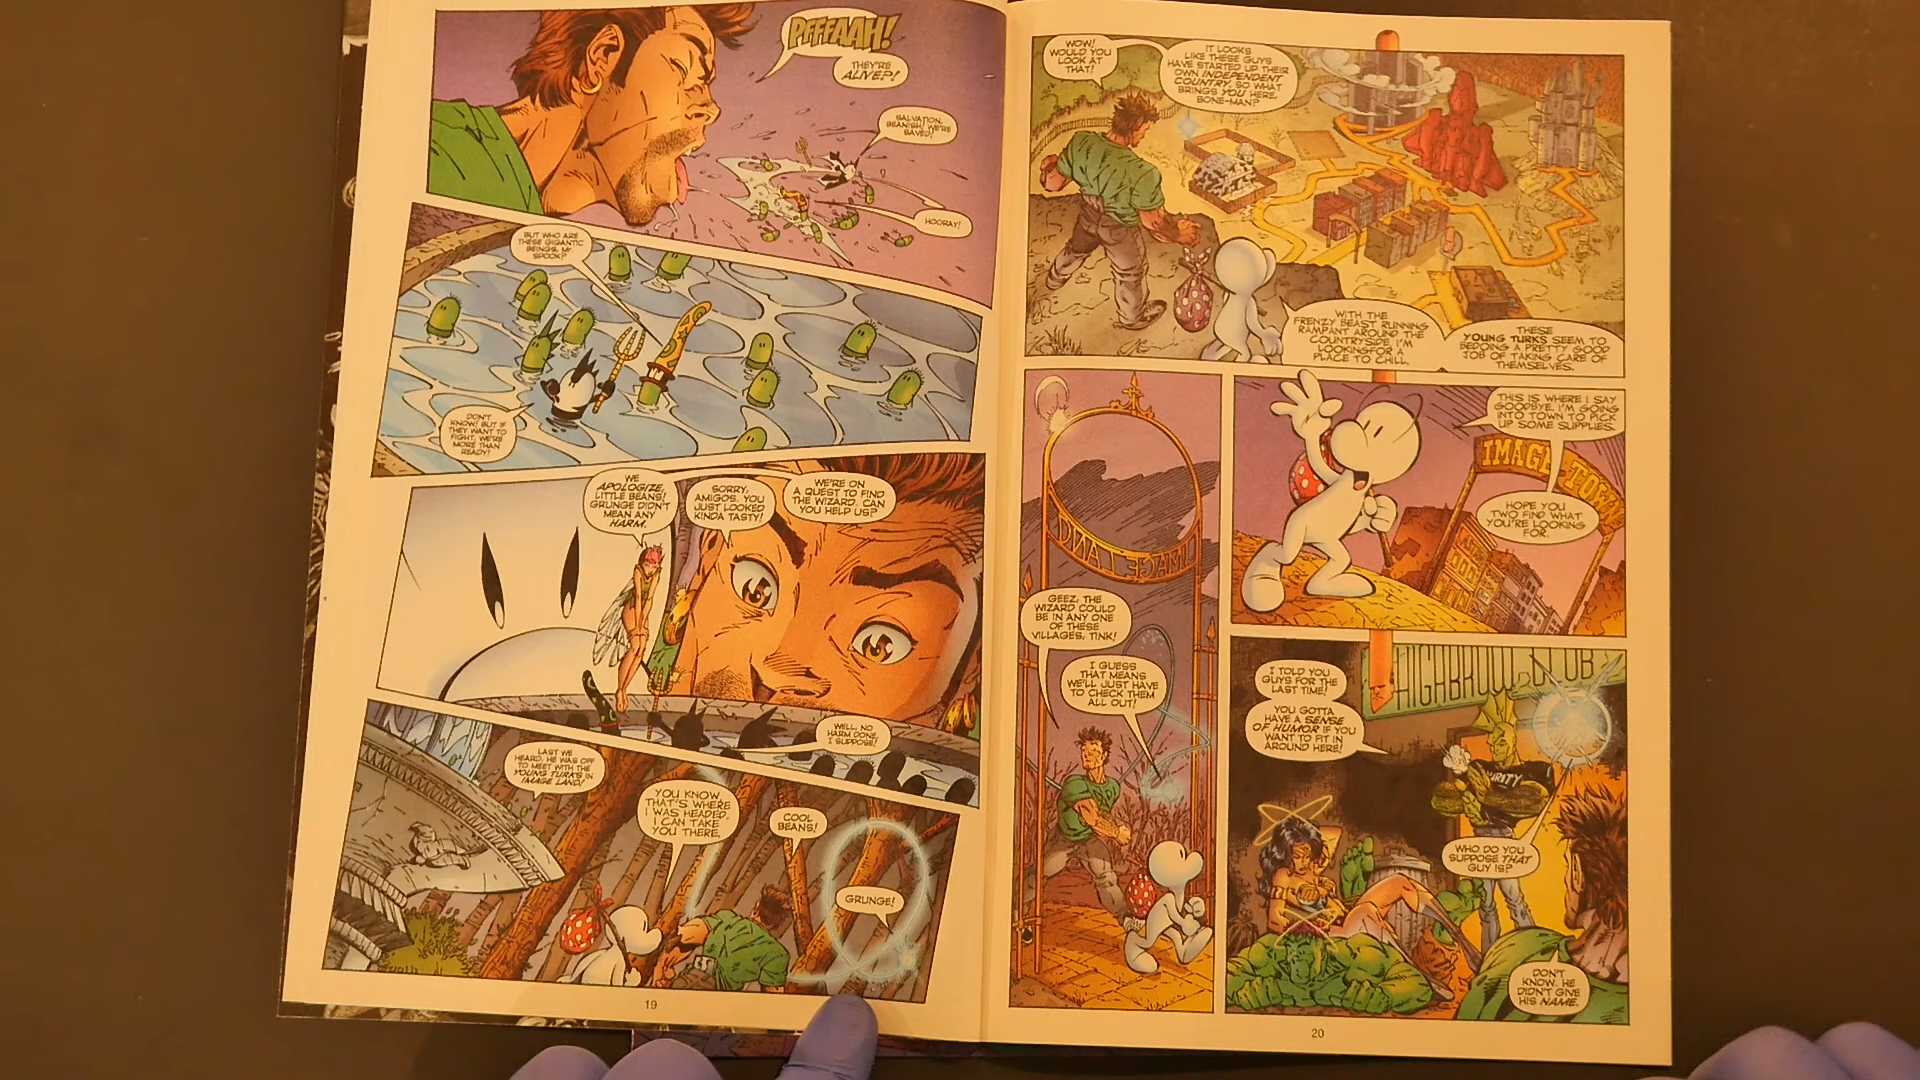 PFFFAAH!
THEY'RE
ALIVE?!
SALVATION,
BEANISH! WE'RE
SAVED!
HOORAY!
BUT WHO ARE
THESE GIGANTIC
BEINGS, MR.
SPOOK?
DON'T
KNOW! BUT IF
THEY WANT TO
FIGHT, WE'RE
MORE THAN
READY!
WE
APOLOGIZE,
LITTLE BEANS!
GRUNGE DIDN'T
MEAN ANY
HARM.
SORRY,
AMIGOS. YOU
JUST LOOKED
KINDA TASTY!
WE'RE ON
A QUEST TO FIND
THE WIZARD. CAN
YOU HELP US?
WELL, NO
HARM DONE,
I SUPPOSE!
LAST WE
HEARD, HE WAS OFF
TO MEET WITH THE
YOUNG TURKS IN
IMAGE LAND!
YOU KNOW,
THAT'S WHERE
I WAS HEADED.
I CAN TAKE
YOU THERE.
COOL
BEANS!
GRUNGE!
19
WOW!
WOULD YOU
LOOK AT
THAT!
IT LOOKS
LIKE THESE GUYS
HAVE STARTED UP THEIR
OWN INDEPENDENT
COUNTRY. SO WHAT
BRINGS YOU HERE,
BONE-MAN?
WITH THE
FRENZY BEAST RUNNING
RAMPANT AROUND THE
COUNTRYSIDE I'M
LOOKINGFOR A
PLACE TO CHILL.
THESE
YOUNG TURKS SEEM TO
BEDOING A PRETTY GOOD
JOB OF TAKING CARE OF
THEMSELVES.
IMAGE LAND
GEEZ, THE
WIZARD COULD
BE IN ANY ONE
OF THESE
VILLAGES, TINK!
I GUESS
THAT MEANS
WE'LL JUST HAVE
TO CHECK THEM
ALL OUT!
THIS IS WHERE I SAY
GOODBYE. I'M GOING
INTO TOWN TO PICK
UP SOME SUPPLIES.
IMAGE TOWN
HOPE YOU
TWO FIND WHAT
YOU'RE LOOKING
FOR.
HIGHBROW CLUB
I TOLD YOU
GUYS FOR THE
LAST TIME!
YOU GOTTA
HAVE A SENSE
OF HUMOR IF YOU
WANT TO FIT IN
AROUND HERE!
URITY
WHO DO YOU
SUPPOSE THAT
GUY IS?
DON'T
KNOW. HE
DIDN'T GIVE
HIS NAME.
20